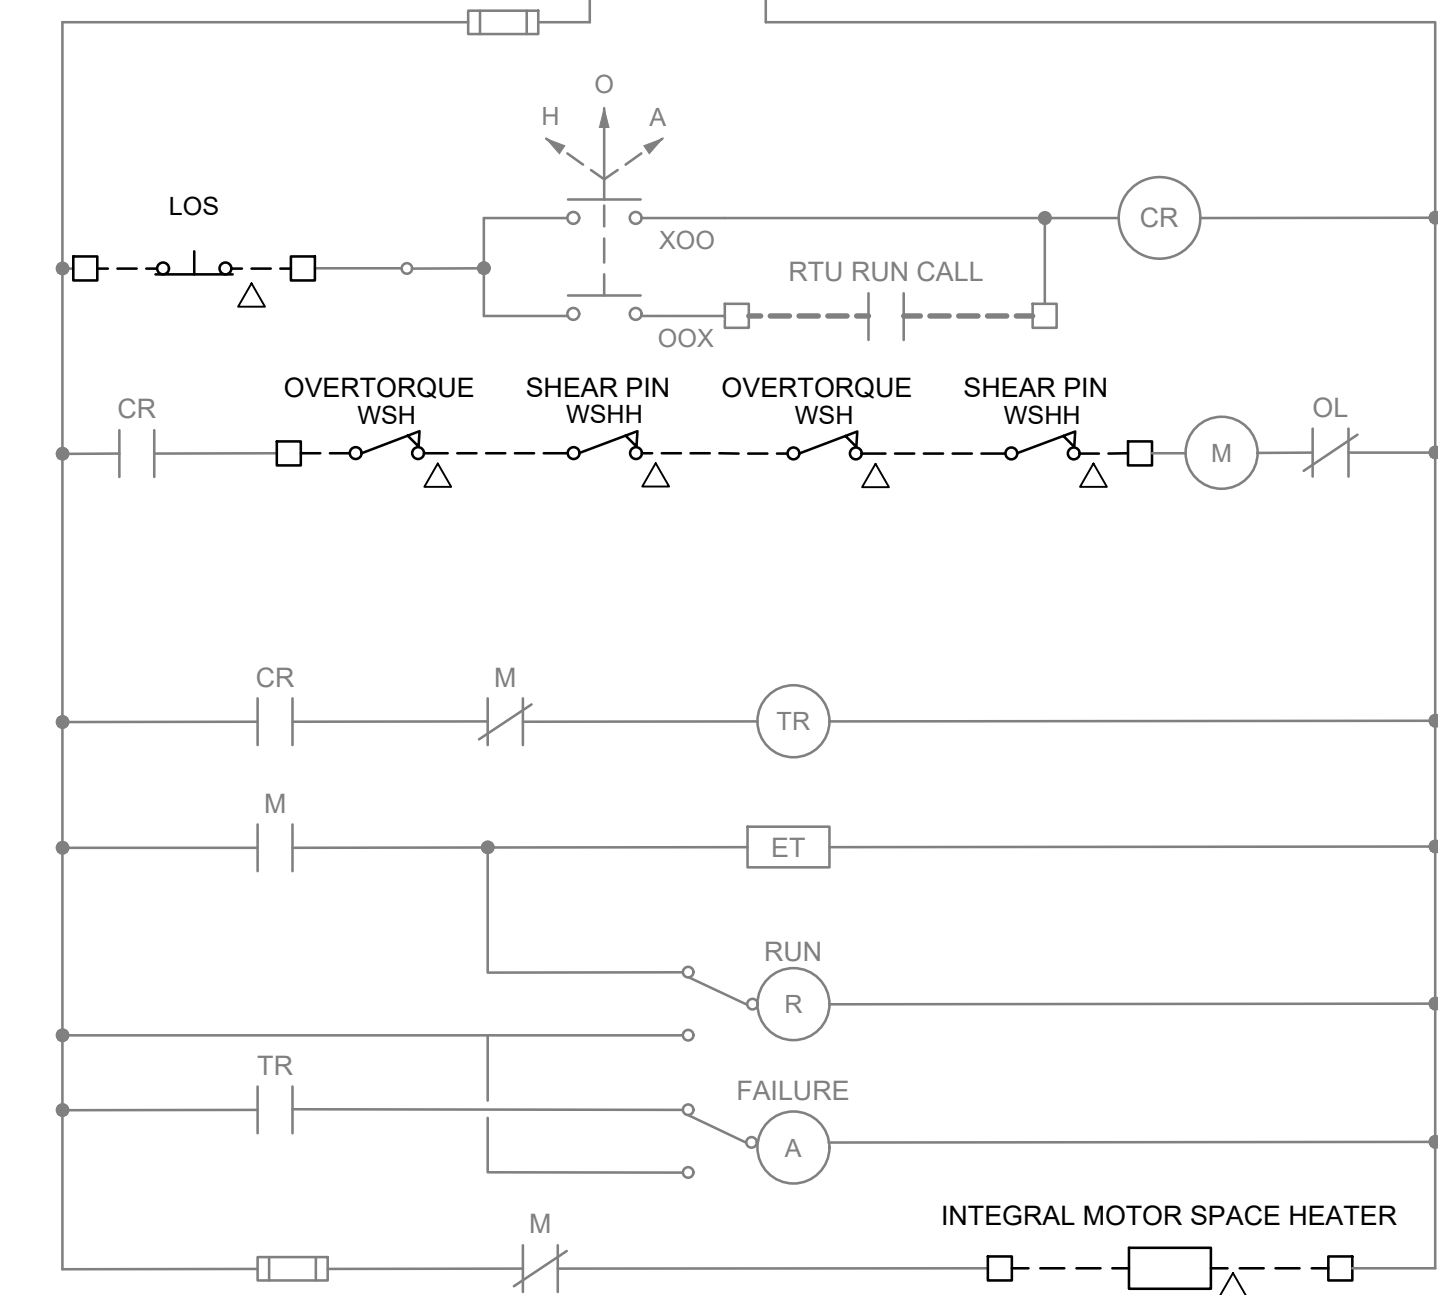 O
H
A
LOS
XOO
CR
RTU RUN CALL
OOX
CR
OVERTORQUE
WSH
SHEAR PIN
WSHH
OVERTORQUE
WSH
SHEAR PIN
WSHH
OL
M
CR
M
TR
M
ET
RUN
R
TR
FAILURE
A
M
INTEGRAL MOTOR SPACE HEATER